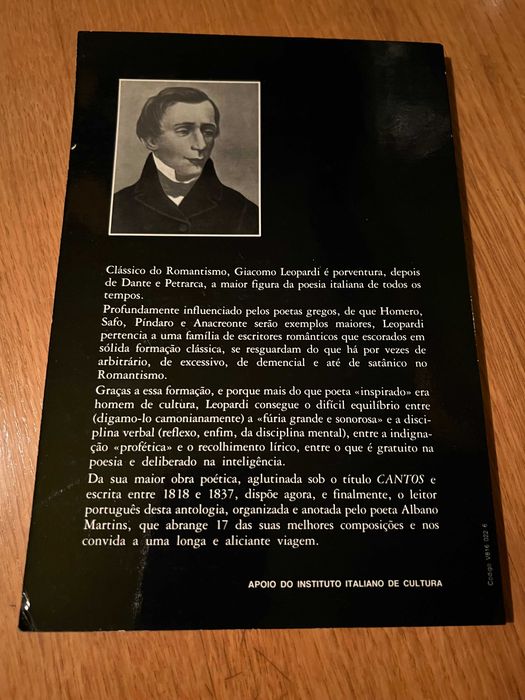 Clássico do Romantismo, Giacomo Leopardi é porventura, depois
de Dante e Petrarca, a maior figura da poesia italiana de todos os
tempos.
Profundamente influenciado pelos poetas gregos, de que Homero,
Safo, Píndaro e Anacreonte serão exemplos maiores, Leopardi
pertencia a uma família de escritores românticos que escorados em
sólida formação clássica, se resguardam do que há por vezes de
arbitrário, de excessivo, de demencial e até de satânico no
Romantismo.
Graças a essa formação, e porque mais do que poeta «inspirado» era
homem de cultura, Leopardi consegue o difícil equilíbrio entre
(digamo-lo camonianamente) a «fúria grande e sonorosa» e a disci-
plina verbal (reflexo, enfim, da disciplina mental), entre a indigna-
ção «profética» e o recolhimento lírico, entre o que é gratuito na
poesia e deliberado na inteligência.
Da sua maior obra poética, aglutinada sob o título CANTOS e
escrita entre 1818 e 1837, dispõe agora, e finalmente, o leitor
português desta antologia, organizada e anotada pelo poeta Albano
Martins, que abrange 17 das suas melhores composições e nos
convida a uma longa e aliciante viagem.
APOIO DO INSTITUTO ITALIANO DE CULTURA
Código V816 022 6